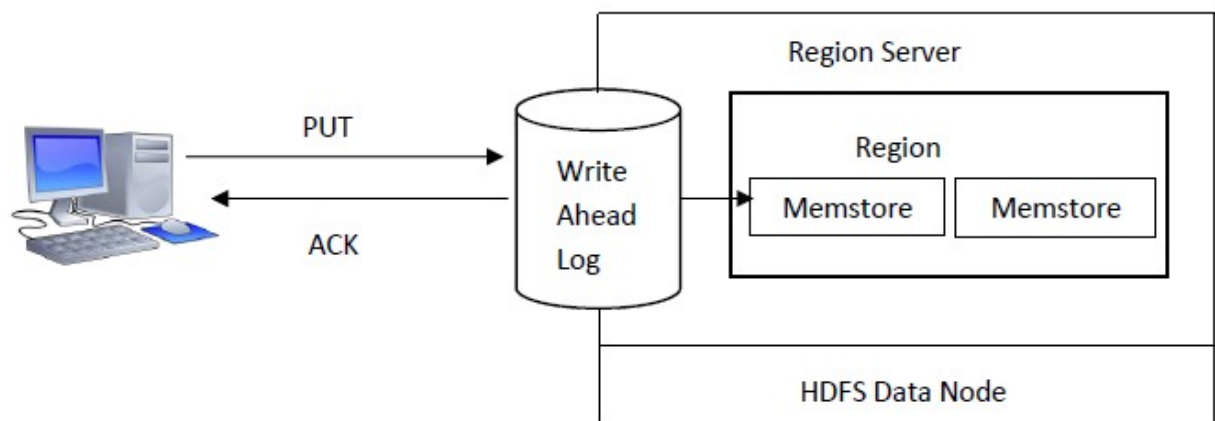 Region Server
PUT
Region
Write
Ahead
Log
Memstore
Memstore
ACK
HDFS Data Node